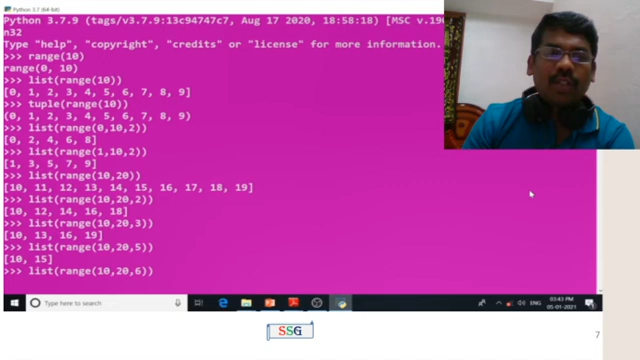 Python 3.7 (64-bit)
Python 3.7.9 (tags/v3.7.9:13c94747c7, Aug 17 2020, 18:58:18) [MSC v.190
n32
Type "help", "copyright", "credits" or "license" for more information.
>>> range(10)
range(0, 10)
>>> list(range(10))
[0, 1, 2, 3, 4, 5, 6, 7, 8, 9]
>>> tuple(range(10))
(0, 1, 2, 3, 4, 5, 6, 7, 8, 9)
>>> list(range(0,10,2))
[0, 2, 4, 6, 8]
>>> list(range(1,10,2))
[1, 3, 5, 7, 9]
>>> list(range(10,20))
[10, 11, 12, 13, 14, 15, 16, 17, 18, 19]
>>> list(range(10,20,2))
[10, 12, 14, 16, 18]
>>> list(range(10,20,3))
[10, 13, 16, 19]
>>> list(range(10,20,5))
[10, 15]
>>> list(range(10,20,6))
Type here to search
ENG
03:43 PM
05-01-2021
SSG
7